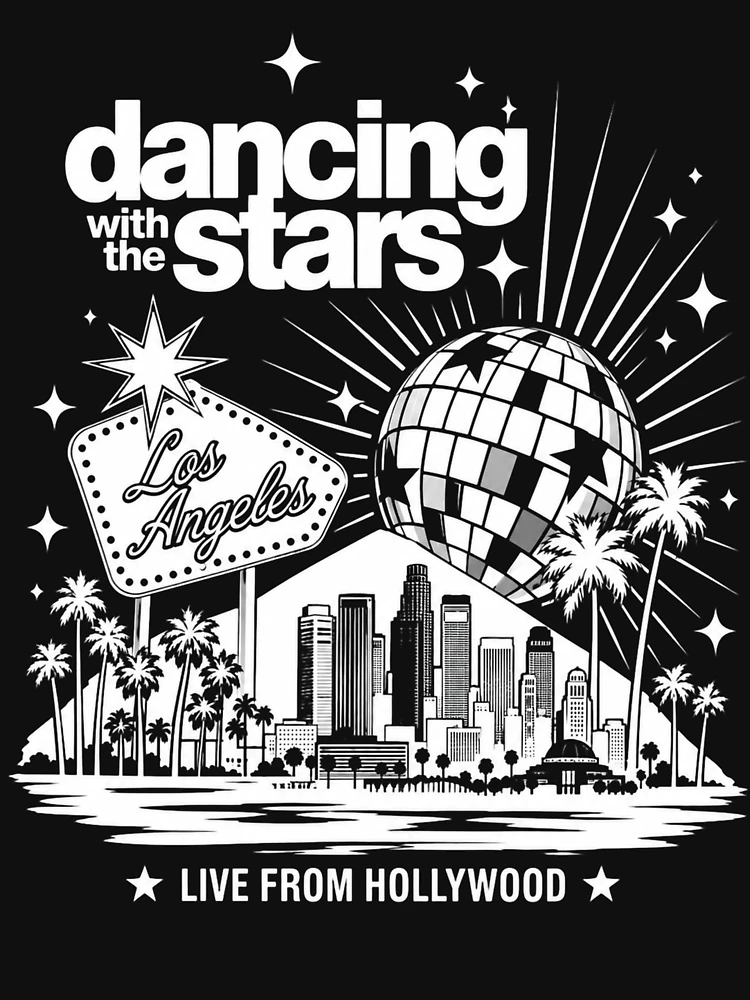 dancing
with the stars
Los
Angeles
★ LIVE FROM HOLLYWOOD ★